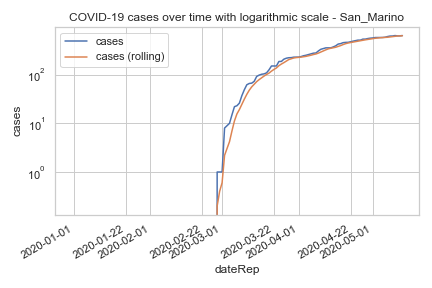 COVID-19 cases over time with logarithmic scale - San_Marino
cases
cases (rolling)
10²
10¹
10⁰
cases
2020-01-01
2020-01-22
2020-02-01
2020-02-22
2020-03-01
2020-03-22
2020-04-01
2020-04-22
2020-05-01
dateRep